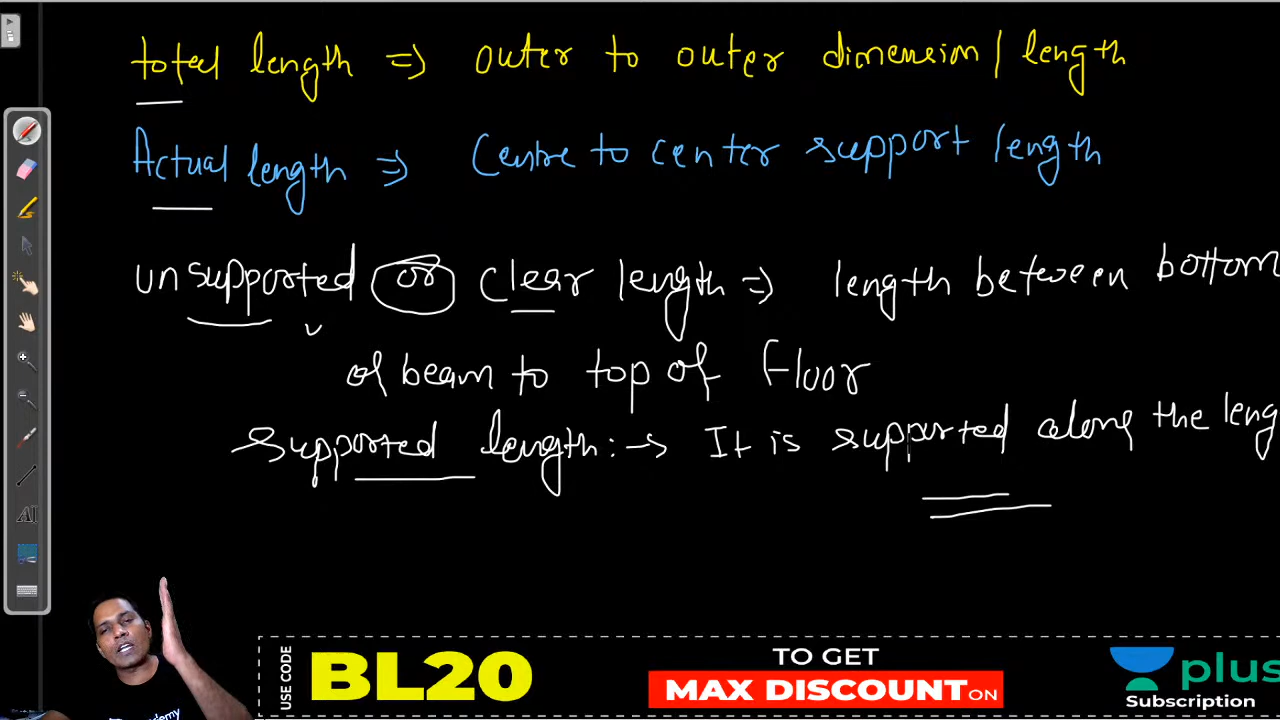 total length ⇒ outer to outer dimension / length
Actual length ⇒ Centre to center support length
unsupported or clear length ⇒ length between bottom
of beam to top of Floor
supported length :→ It is supported along the leng
USE CODE
BL20
TO GET
MAX DISCOUNT ON
plus
Subscription